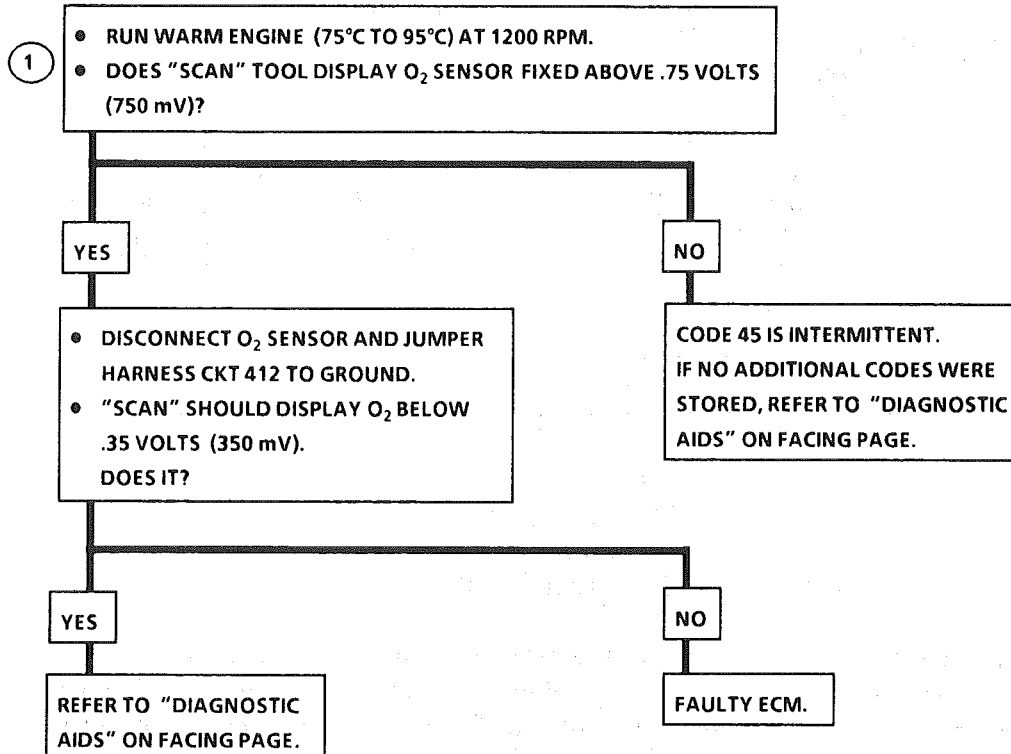 1
• RUN WARM ENGINE (75°C TO 95°C) AT 1200 RPM.
• DOES "SCAN" TOOL DISPLAY O₂ SENSOR FIXED ABOVE .75 VOLTS
(750 mV)?
YES
NO
• DISCONNECT O₂ SENSOR AND JUMPER
HARNESS CKT 412 TO GROUND.
• "SCAN" SHOULD DISPLAY O₂ BELOW
.35 VOLTS (350 mV).
DOES IT?
CODE 45 IS INTERMITTENT.
IF NO ADDITIONAL CODES WERE
STORED, REFER TO "DIAGNOSTIC
AIDS" ON FACING PAGE.
YES
NO
REFER TO "DIAGNOSTIC
AIDS" ON FACING PAGE.
FAULTY ECM.